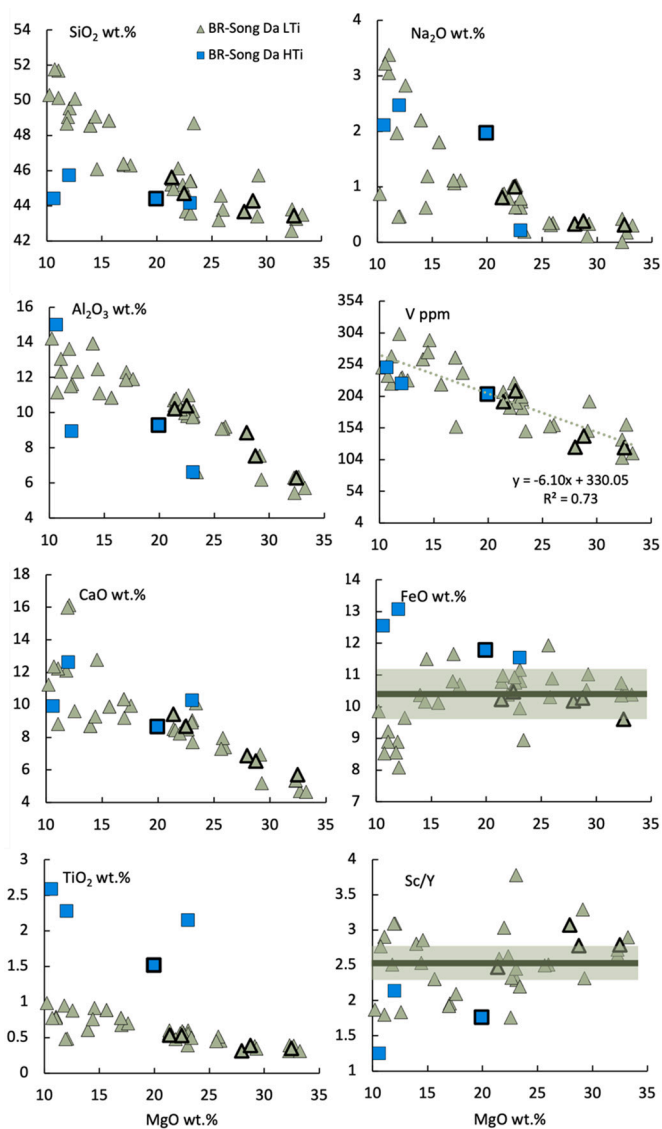 SiO₂ wt.%
BR-Song Da LTi
BR-Song Da HTi
54
52
50
48
46
44
42
10 15 20 25 30 35
Na₂O wt.%
4
3
2
1
0
10 15 20 25 30 35
Al₂O₃ wt.%
16
14
12
10
8
6
4
10 15 20 25 30 35
V ppm
354
304
254
204
154
104
54
4
y = -6.10x + 330.05
R² = 0.73
10 15 20 25 30 35
CaO wt.%
18
16
14
12
10
8
6
4
10 15 20 25 30 35
FeO wt.%
14
13
12
11
10
9
8
7
10 15 20 25 30 35
TiO₂ wt.%
3
2.5
2
1.5
1
0.5
0
10 15 20 25 30 35
MgO wt.%
Sc/Y
4
3.5
3
2.5
2
1.5
1
10 15 20 25 30 35
MgO wt.%